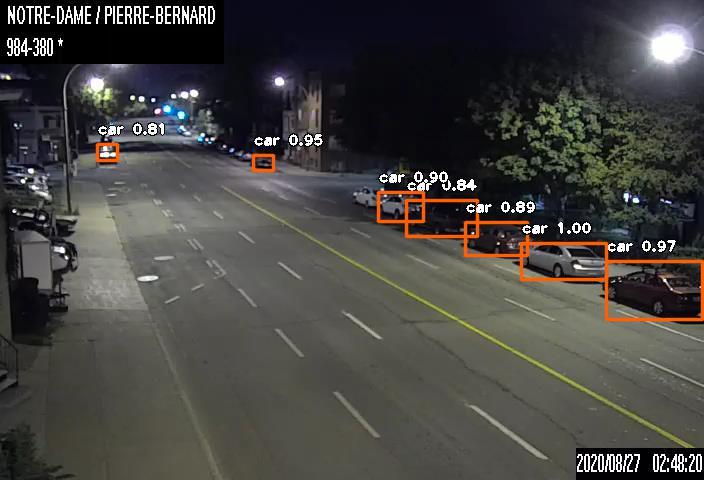 NOTRE-DAME / PIERRE-BERNARD
984-380 *
car 0.81
car 0.95
car 0.90
car 0.84
car 0.89
car 1.00
car 0.97
2020/08/27 02:48:20